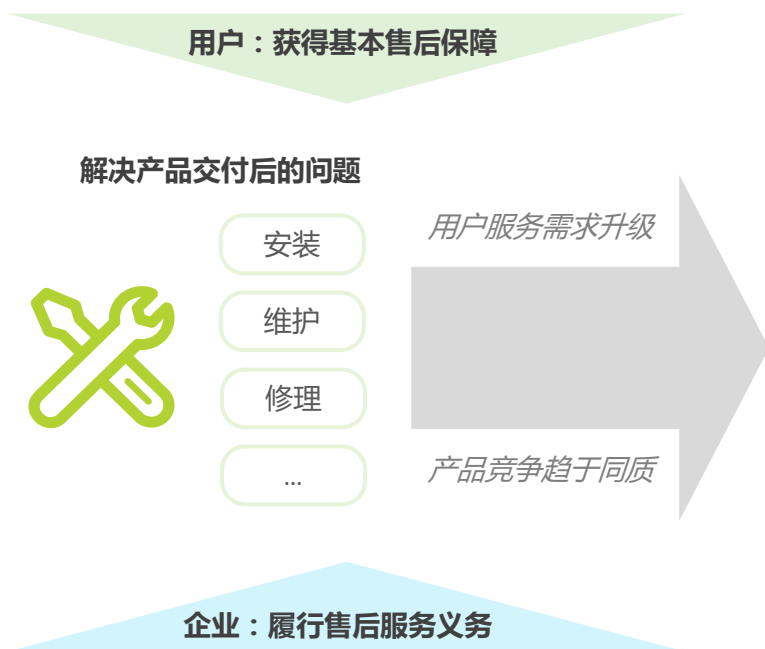 用户：获得基本售后保障
解决产品交付后的问题
安装
维护
修理
...
用户服务需求升级
产品竞争趋于同质
企业：履行售后服务义务